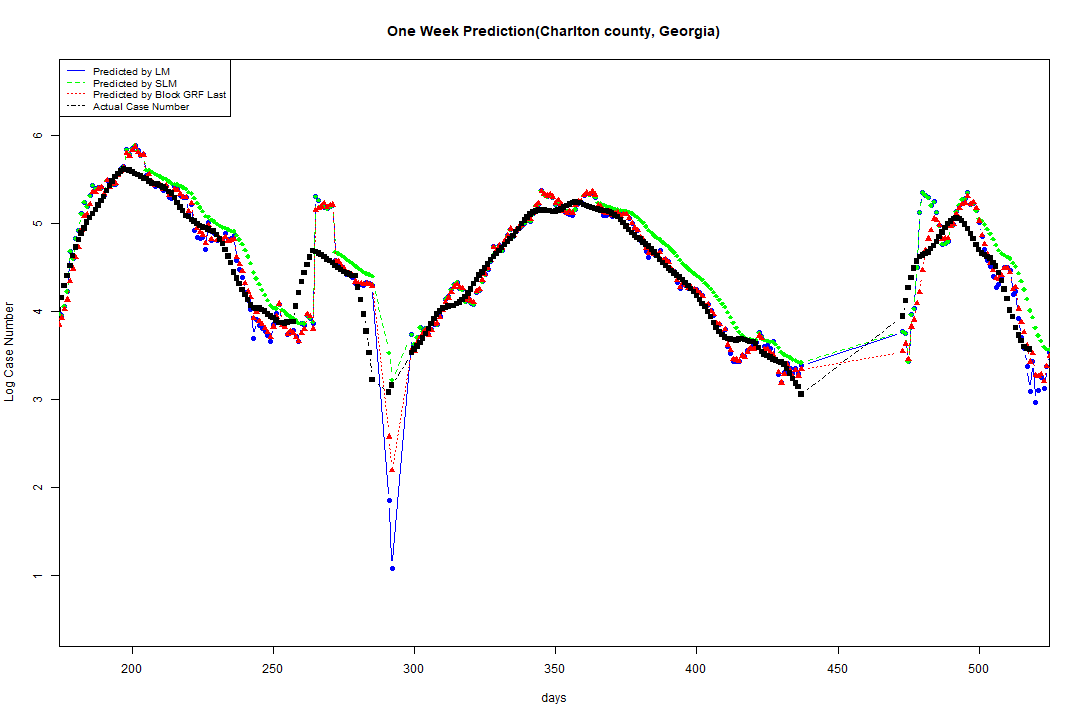 One Week Prediction(Charlton county, Georgia)
Predicted by LM
Predicted by SLM
Predicted by Block GRF Last
Actual Case Number
6
5
4
3
2
1
Log Case Number
200 250 300 350 400 450 500
days